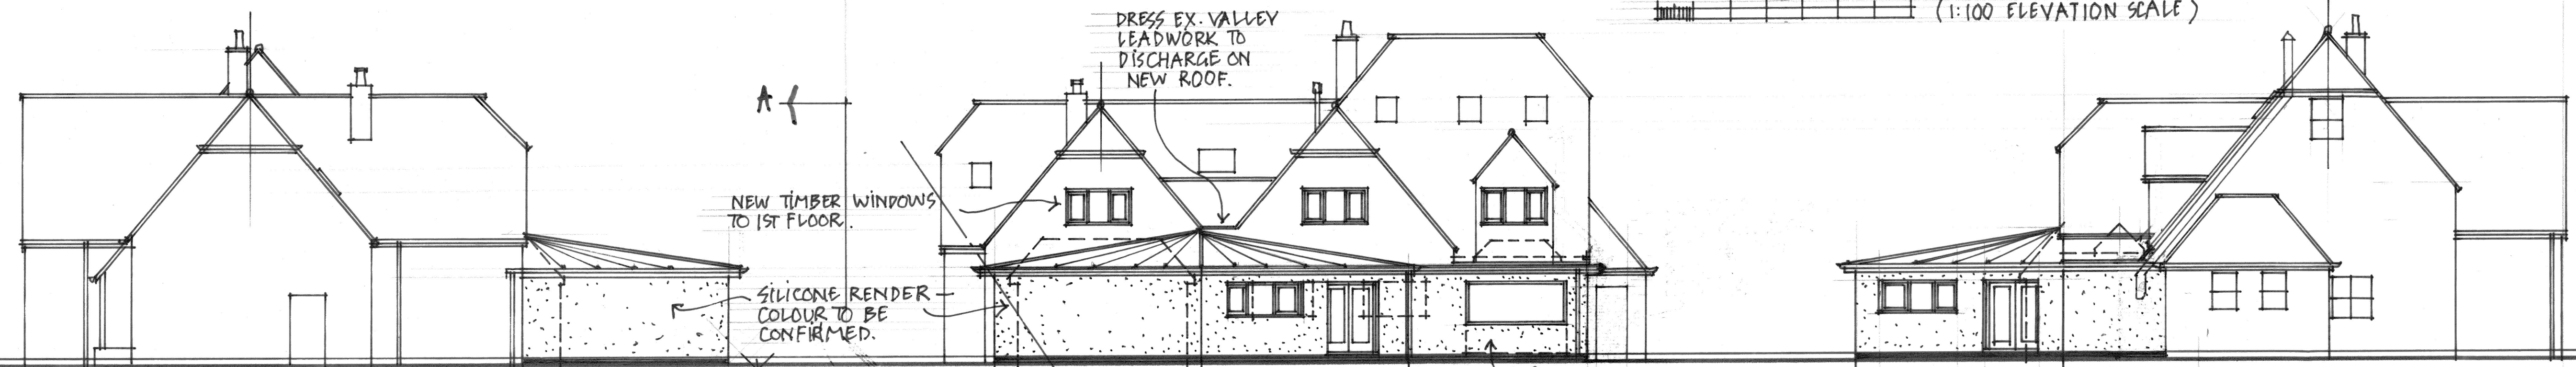 (1:100 ELEVATION SCALE)
DRESS EX. VALLEY
LEADWORK TO
DISCHARGE ON
NEW ROOF.
A
NEW TIMBER WINDOWS
TO 1ST FLOOR.
SILICONE RENDER -
COLOUR TO BE
CONFIRMED.